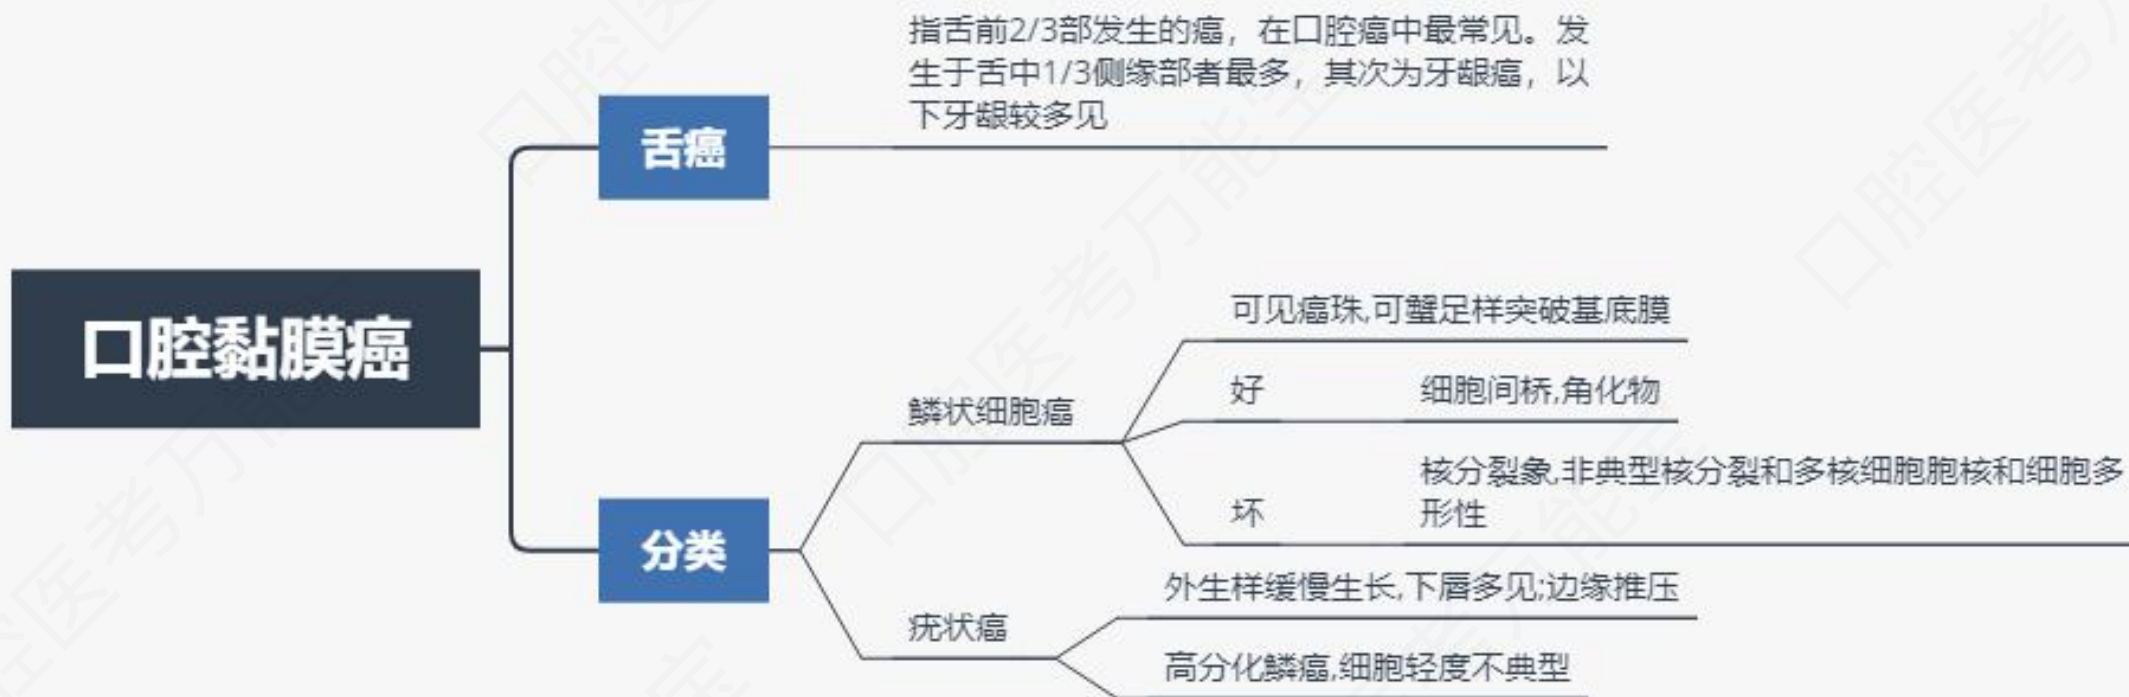 指舌前2/3部发生的癌，在口腔癌中最常见。发
生于舌中1/3侧缘部者最多，其次为牙龈癌，以
下牙龈较多见
舌癌
口腔黏膜癌
分类
鳞状细胞癌
可见癌珠,可蟹足样突破基底膜
好 细胞间桥,角化物
坏 核分裂象,非典型核分裂和多核细胞胞核和细胞多
形性
疣状癌
外生样缓慢生长,下唇多见;边缘推压
高分化鳞癌,细胞轻度不典型
口腔医考万能宝